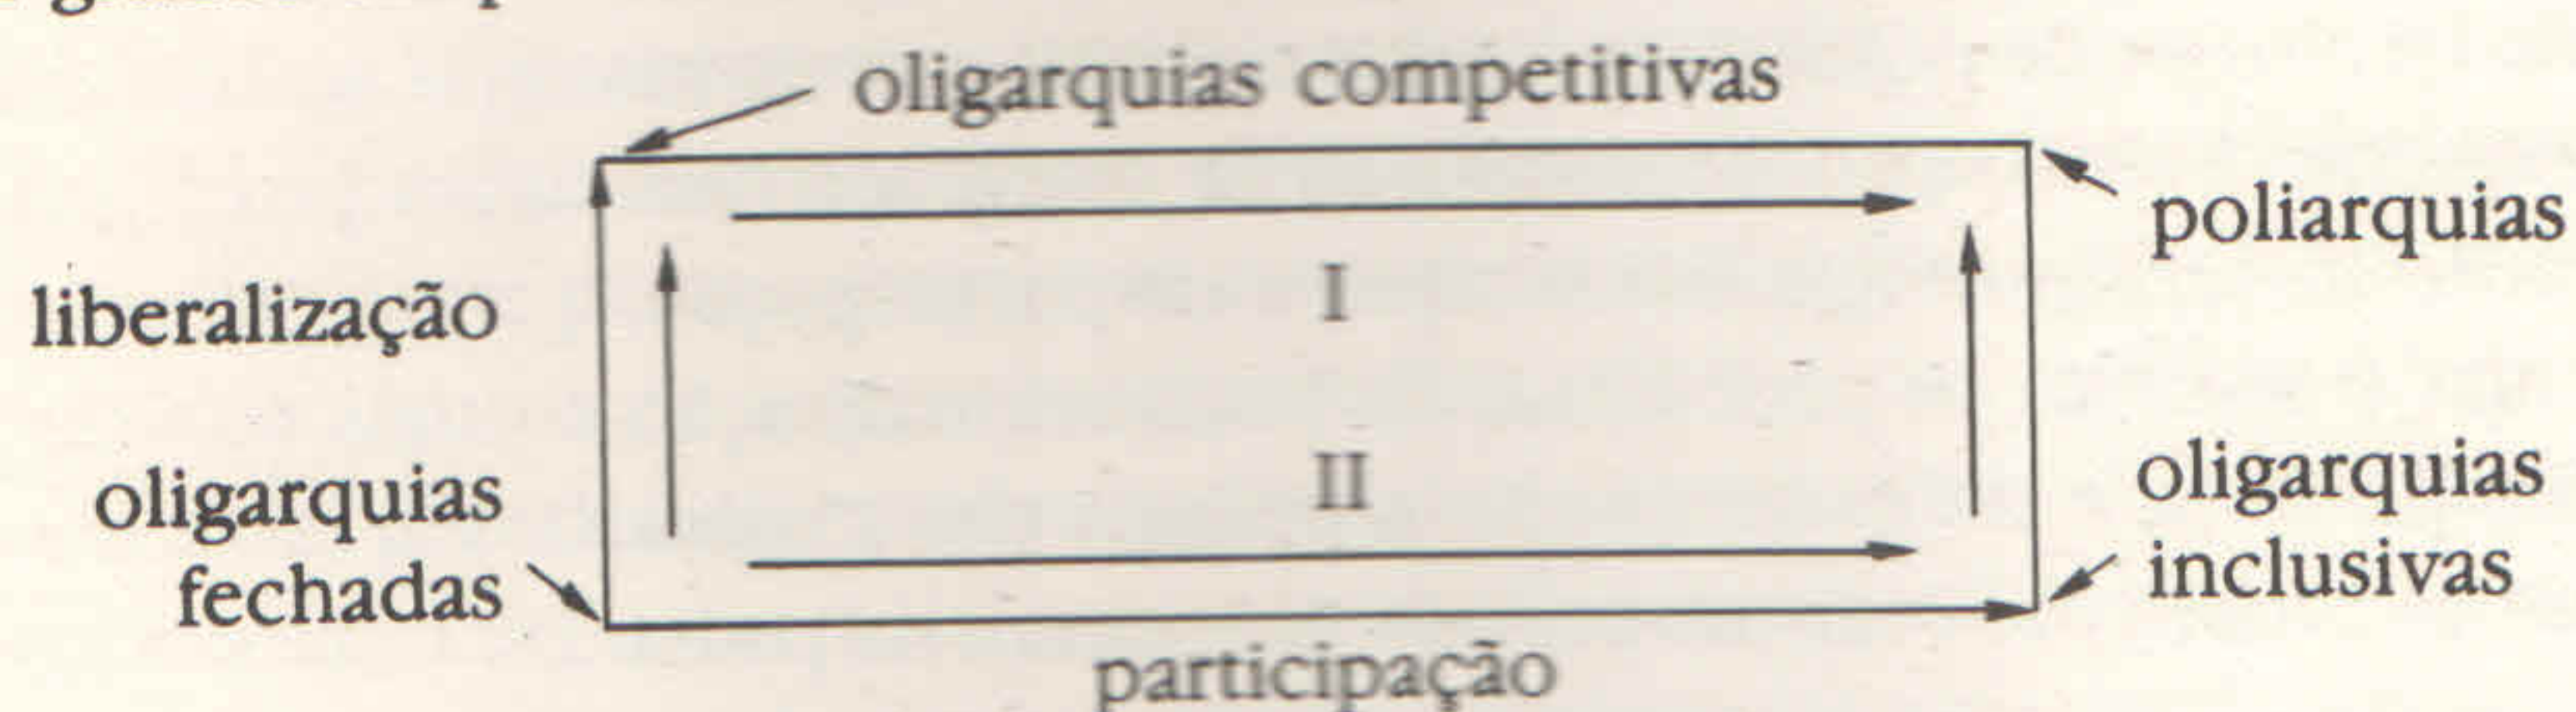 oligarquias competitivas
poliarquias
liberalização
I
II
oligarquias
fechadas
oligarquias
inclusivas
participação